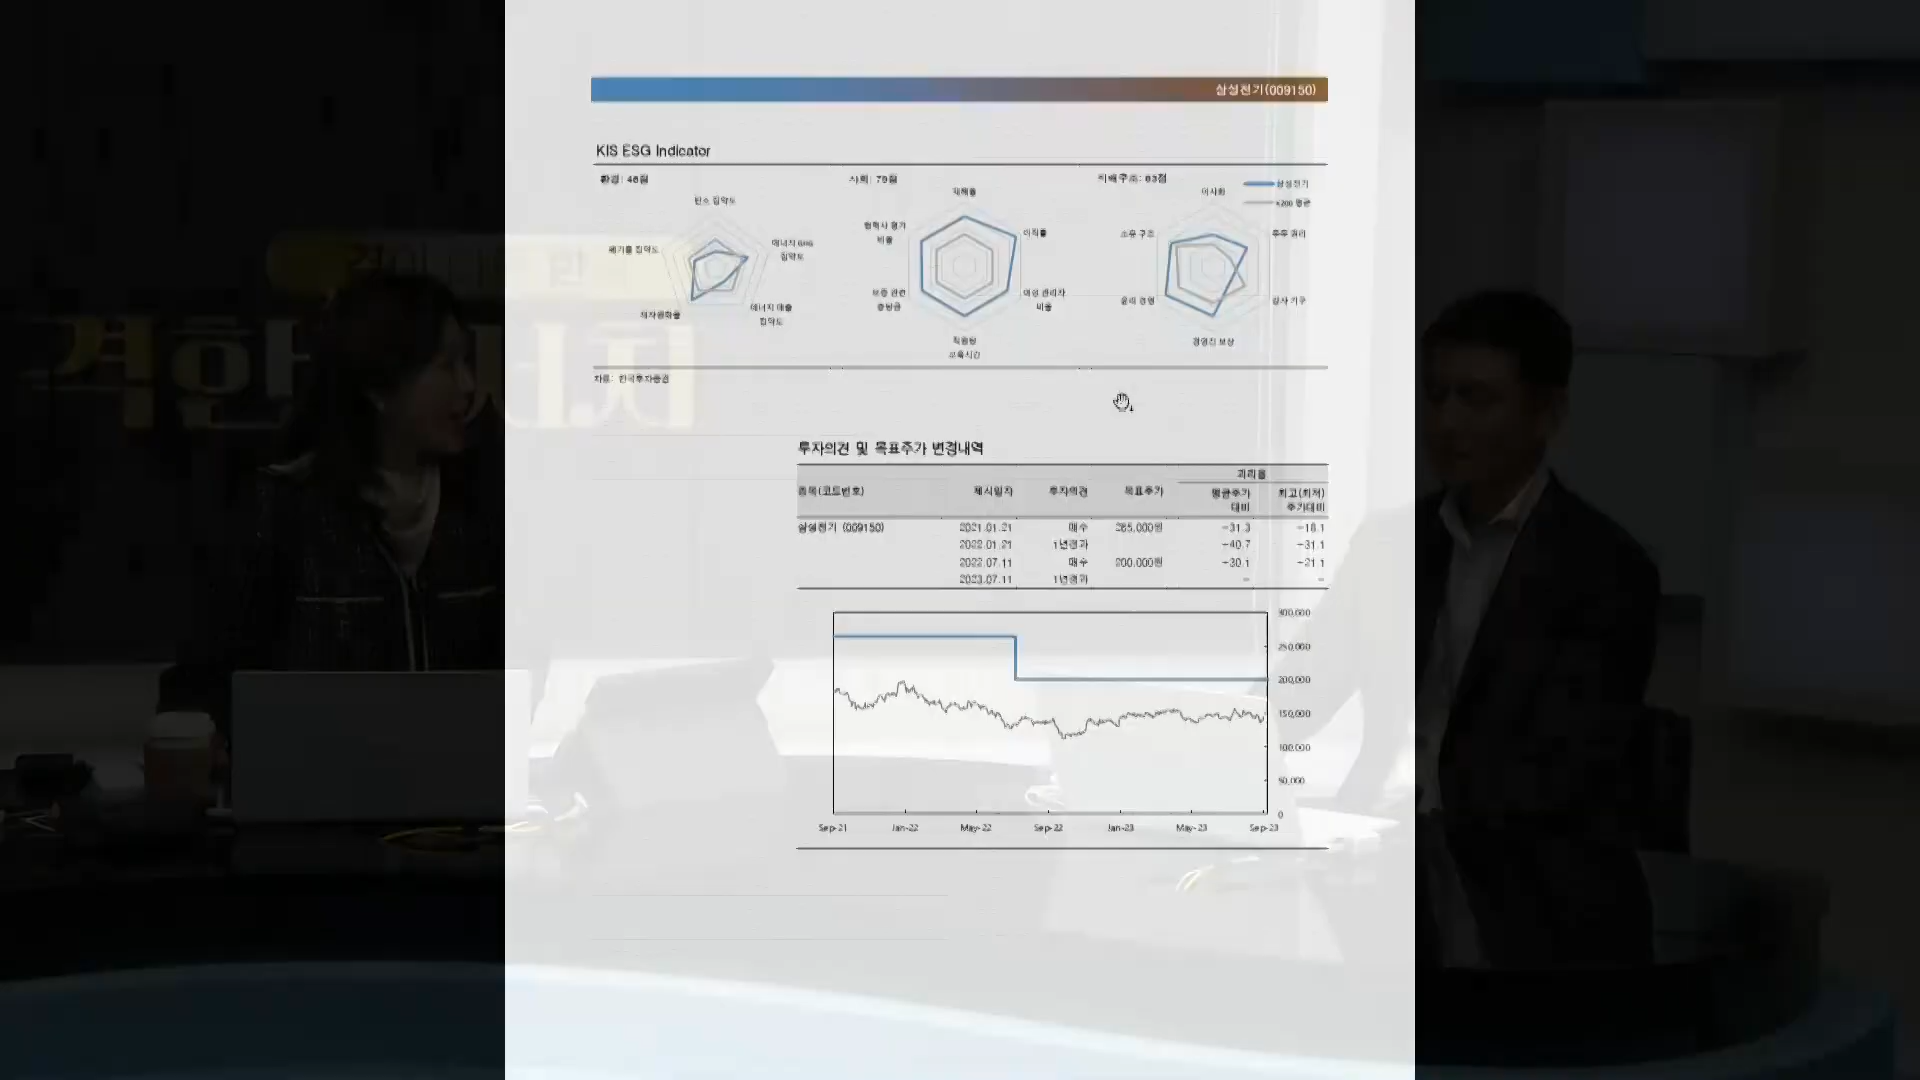 삼성전기(009150)
KIS ESG Indicator
환경: 46점
사회: 79점
지배구조: 63점
삼성전기
K200 평균
탄소 집약도
에너지 GHG
집약도
에너지 매출
집약도
재자원화율
폐기물 집약도
재해율
이직률
여성 관리자
비율
직원당
교육시간
보증 관련
충당금
협력사 평가
비율
이사회
주주 권리
감사 기구
경영진 보상
윤리 경영
소유 구조
자료: 한국투자증권
투자의견 및 목표주가 변경내역
괴리율
종목(코드번호) 제시일자 투자의견 목표주가 평균주가 최고(최저)
대비 주가대비
삼성전기 (009150) 2021.01.21 매수 265,000원 -31.3 -18.1
2022.01.21 1년경과 -40.7 -31.1
2022.07.11 매수 200,000원 -30.1 -21.1
2023.07.11 1년경과 - -
300,000
250,000
200,000
150,000
100,000
50,000
0
Sep-21 Jan-22 May-22 Sep-22 Jan-23 May-23 Sep-23